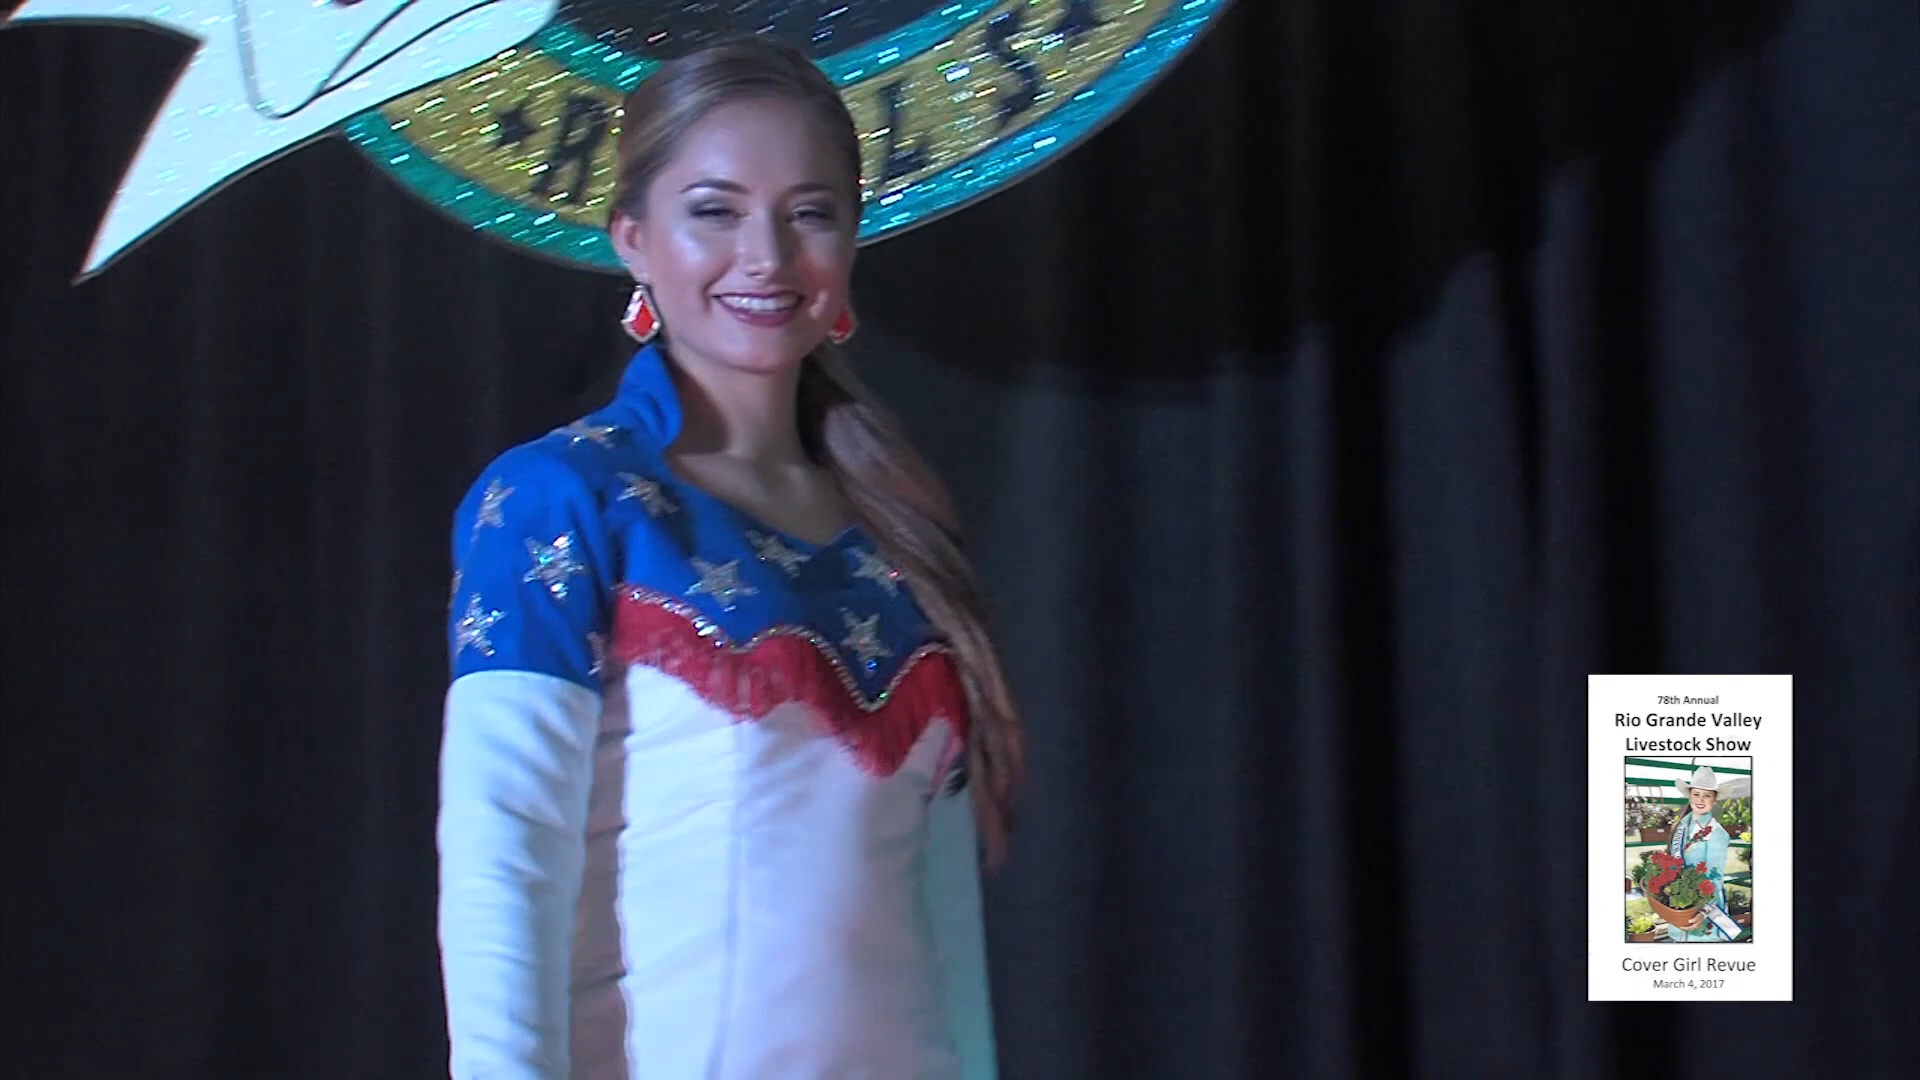 78th Annual
Rio Grande Valley
Livestock Show
Cover Girl Revue
March 4, 2017